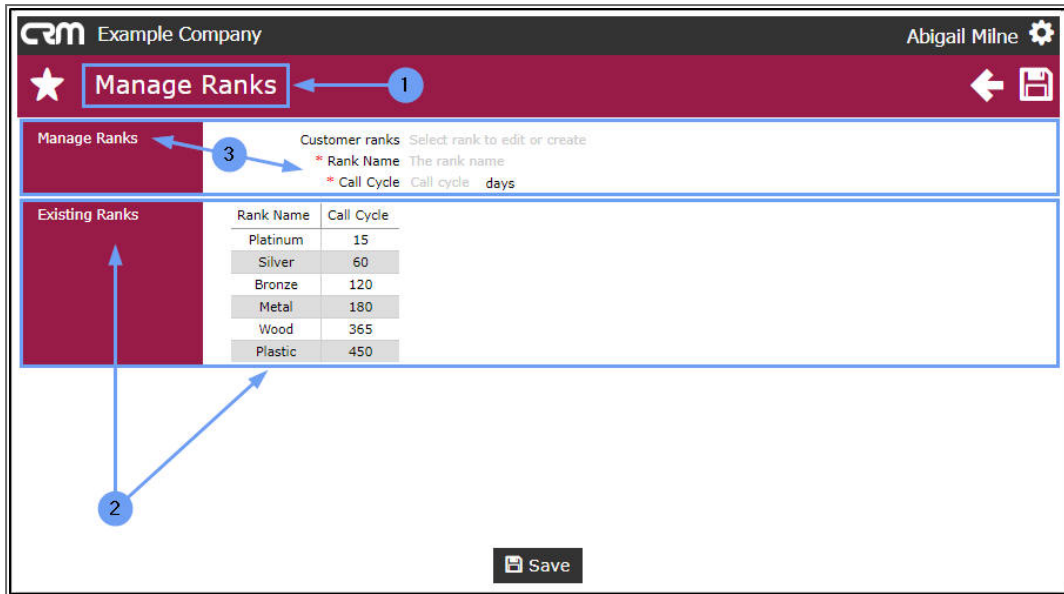 CRM Example Company Abigail Milne
Manage Ranks 1
Manage Ranks 3
Customer ranks Select rank to edit or create
* Rank Name The rank name
* Call Cycle Call cycle days
Existing Ranks
Rank Name Call Cycle
Platinum 15
Silver 60
Bronze 120
Metal 180
Wood 365
Plastic 450
2
Save